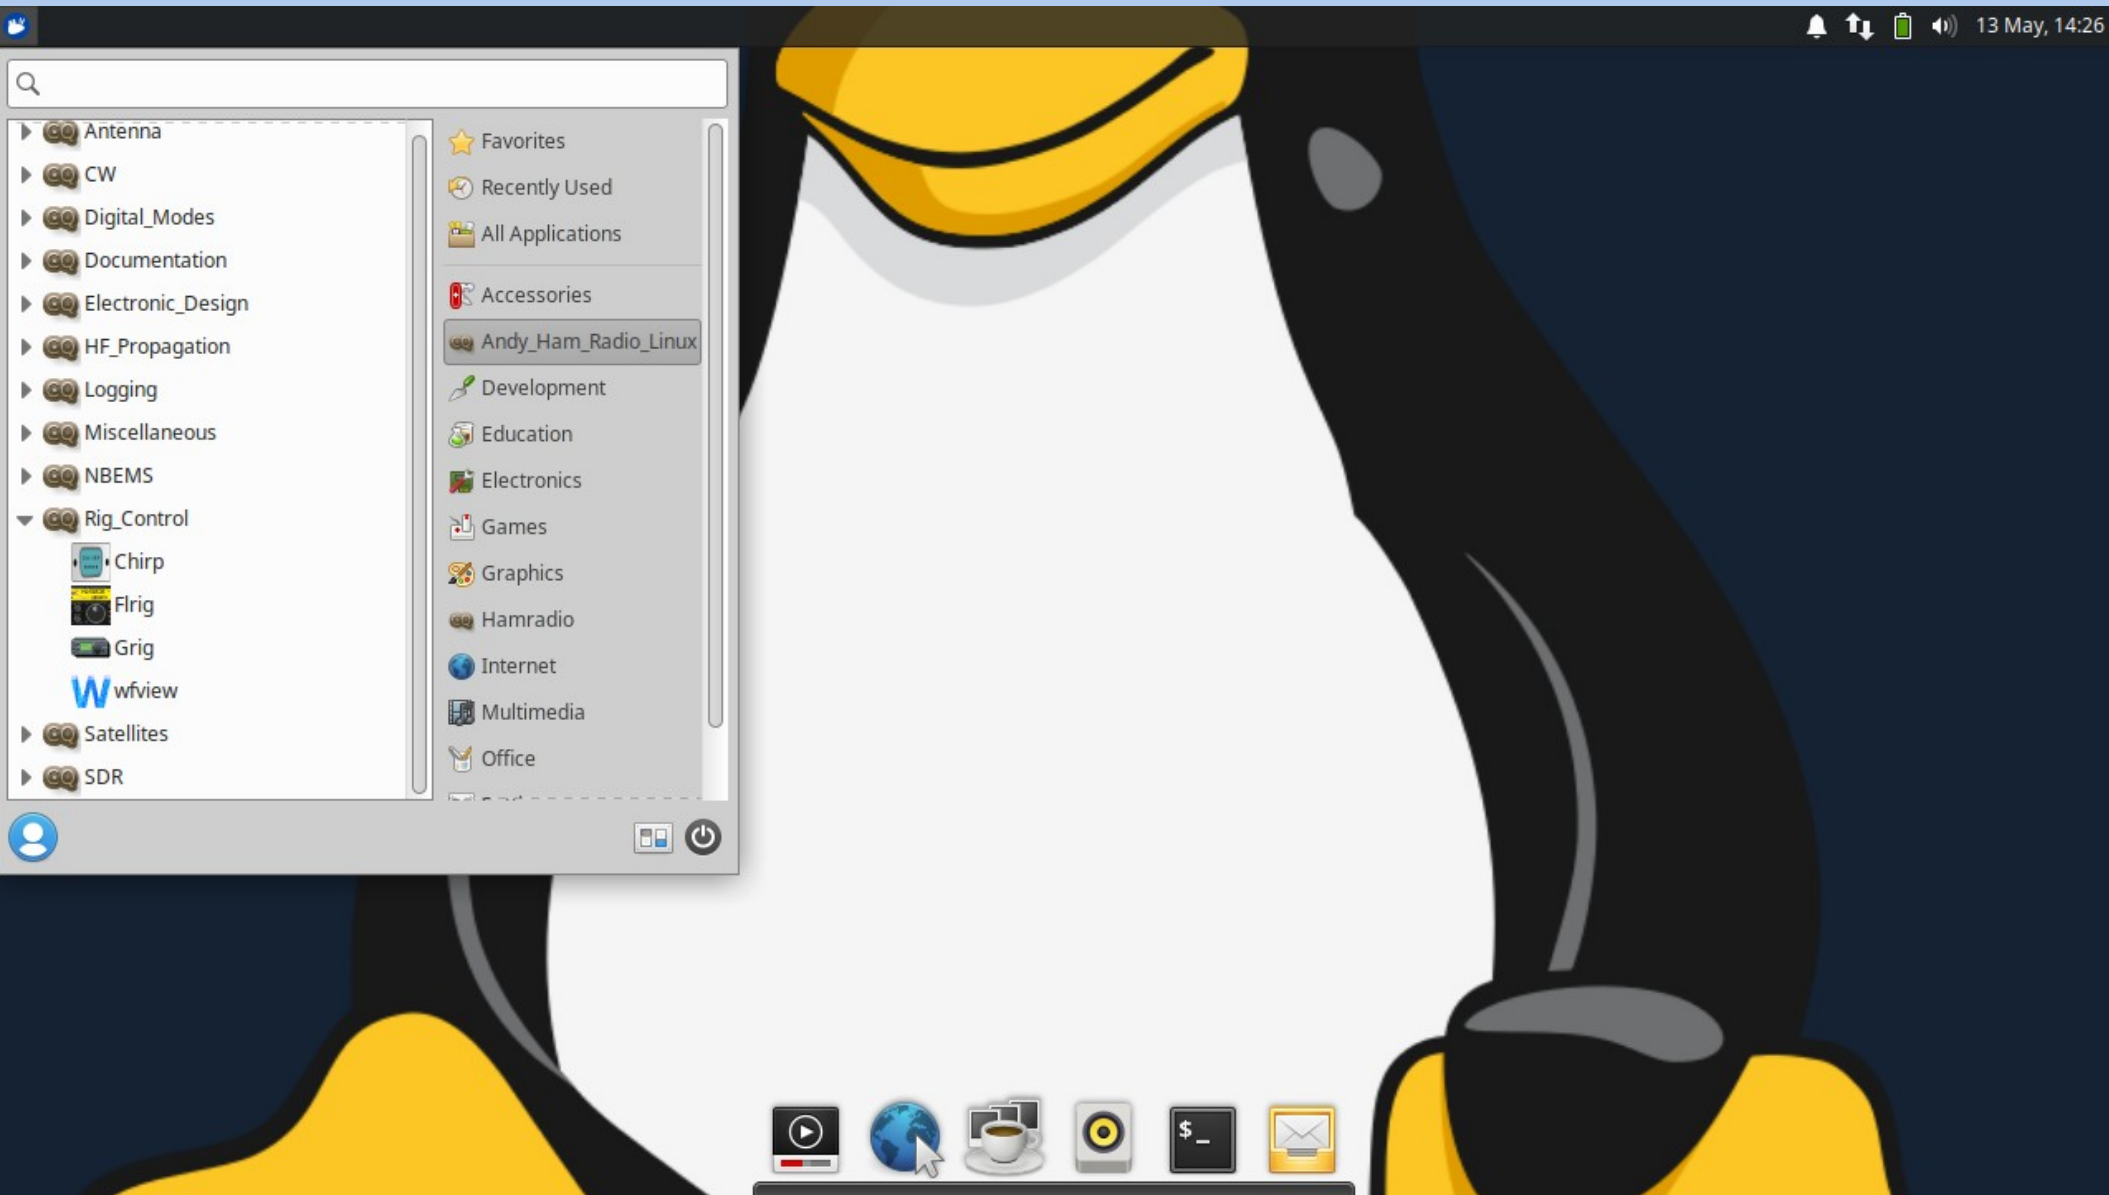 13 May, 14:26
Antenna
CW
Digital_Modes
Documentation
Electronic_Design
HF_Propagation
Logging
Miscellaneous
NBEMS
Rig_Control
Chirp
Flrig
Grig
wfview
Satellites
SDR
Favorites
Recently Used
All Applications
Accessories
Andy_Ham_Radio_Linux
Development
Education
Electronics
Games
Graphics
Hamradio
Internet
Multimedia
Office
$_